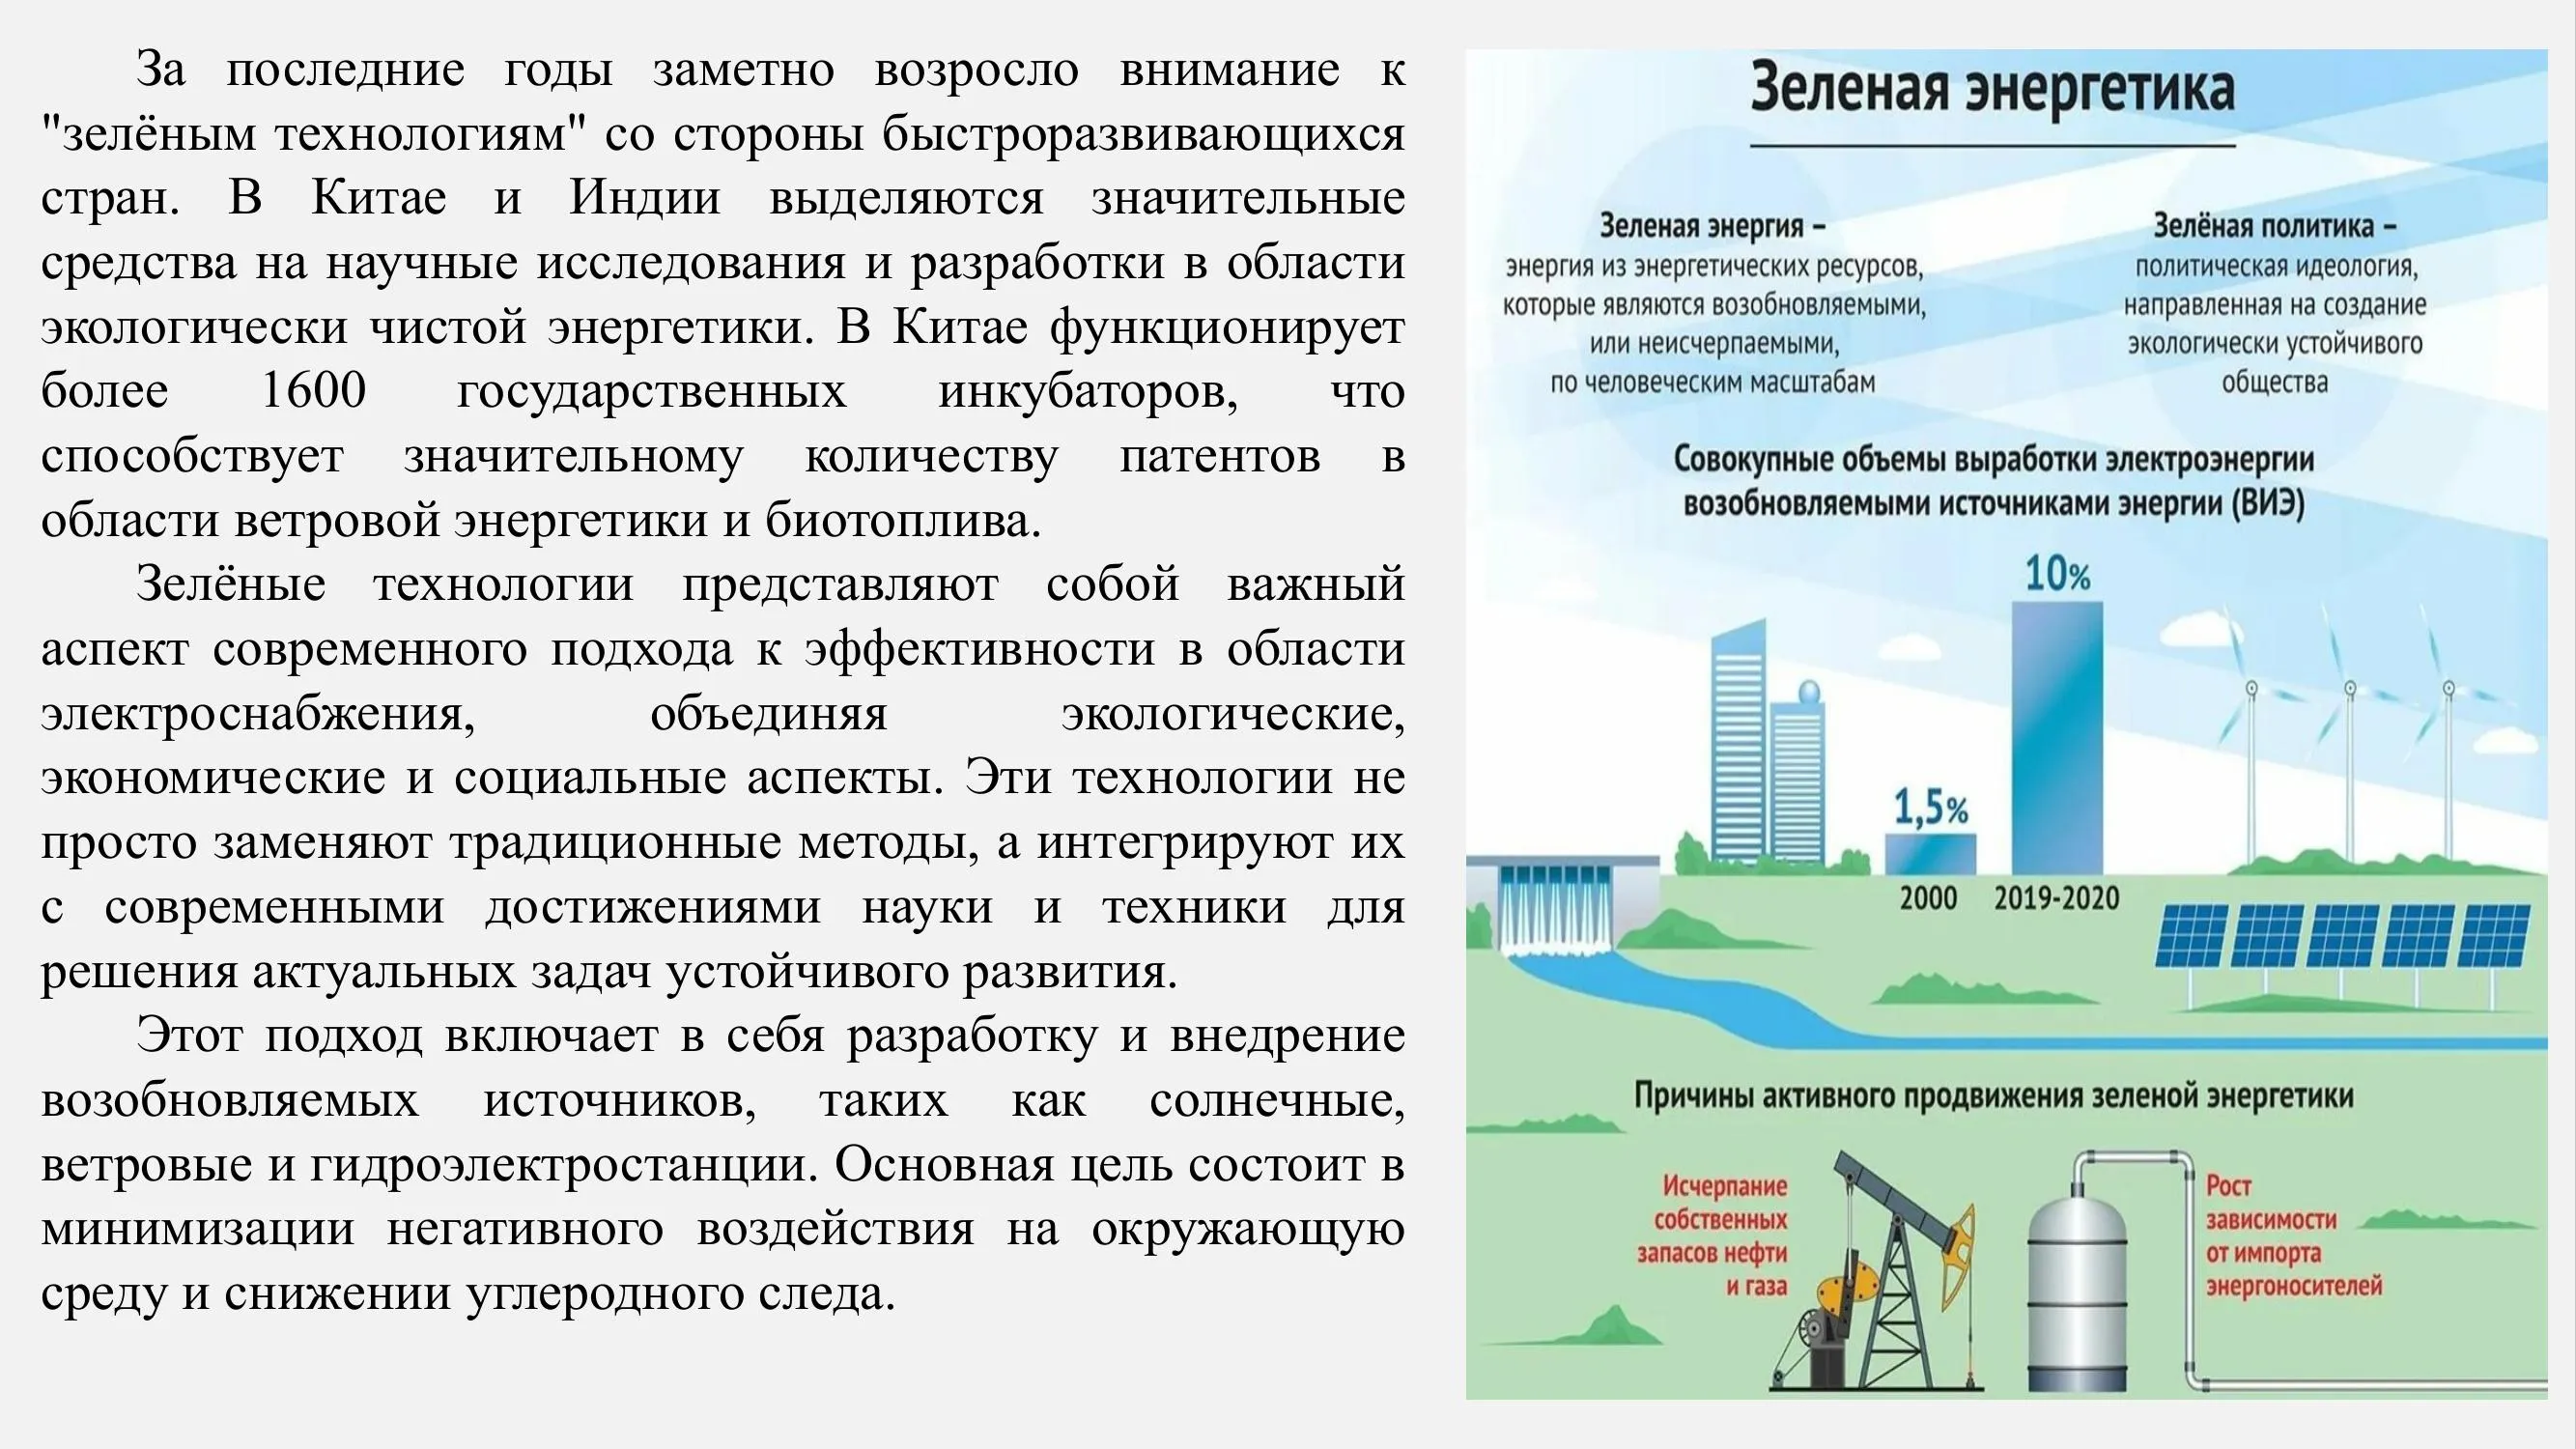 За последние годы заметно возросло внимание к
"зелёным технологиям" со стороны быстроразвивающихся
стран. В Китае и Индии выделяются значительные
средства на научные исследования и разработки в области
экологически чистой энергетики. В Китае функционирует
более 1600 государственных инкубаторов, что
способствует значительному количеству патентов в
области ветровой энергетики и биотоплива.
Зелёные технологии представляют собой важный
аспект современного подхода к эффективности в области
электроснабжения, объединяя экологические,
экономические и социальные аспекты. Эти технологии не
просто заменяют традиционные методы, а интегрируют их
с современными достижениями науки и техники для
решения актуальных задач устойчивого развития.
Этот подход включает в себя разработку и внедрение
возобновляемых источников, таких как солнечные,
ветровые и гидроэлектростанции. Основная цель состоит в
минимизации негативного воздействия на окружающую
среду и снижении углеродного следа.
Зеленая энергетика
Зеленая энергия –
энергия из энергетических ресурсов,
которые являются возобновляемыми,
или неисчерпаемыми,
по человеческим масштабам
Зелёная политика –
политическая идеология,
направленная на создание
экологически устойчивого
общества
Совокупные объемы выработки электроэнергии
возобновляемыми источниками энергии (ВИЭ)
10%
1,5%
2000
2019-2020
Причины активного продвижения зеленой энергетики
Исчерпание
собственных
запасов нефти
и газа
Рост
зависимости
от импорта
энергоносителей